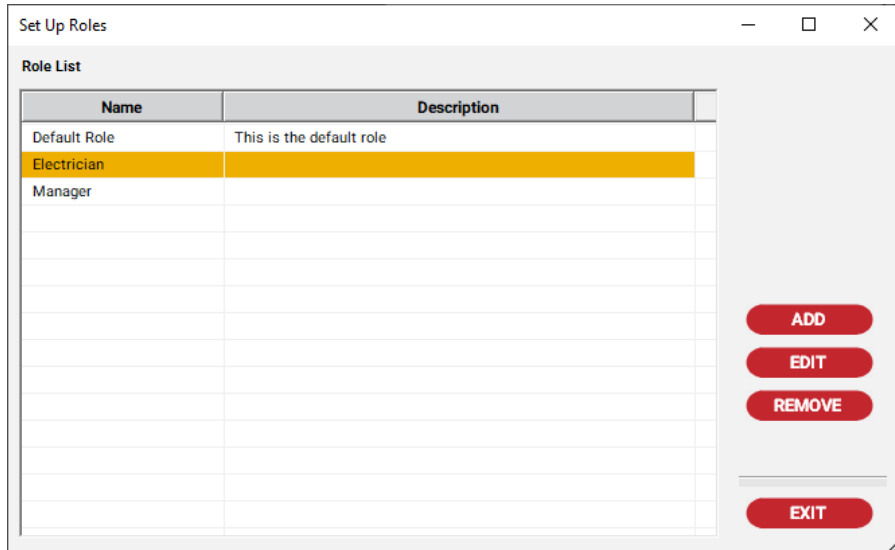 Set Up Roles
Role List
Name Description
Default Role This is the default role
Electrician
Manager
ADD
EDIT
REMOVE
EXIT